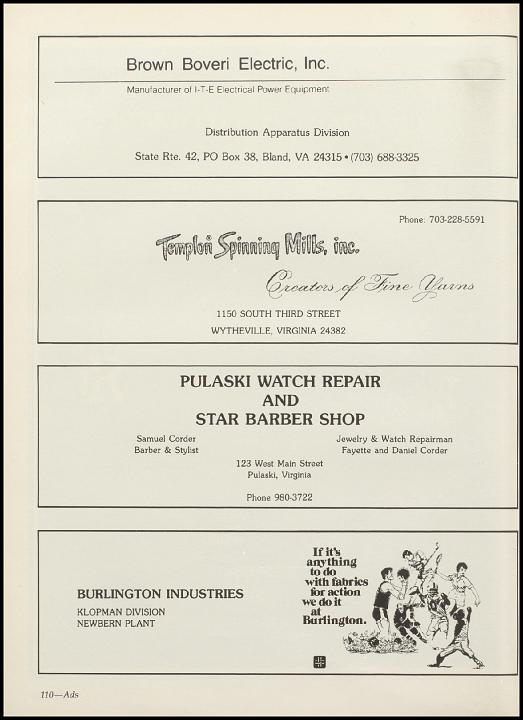 Brown Boveri Electric, Inc.
Manufacturer of I-T-E Electrical Power Equipment
Distribution Apparatus Division
State Rte. 42, PO Box 38, Bland, VA 24315 • (703) 688-3325
Phone: 703-228-5591
Templon Spinning Mills, inc.
Creators of Fine Yarns
1150 SOUTH THIRD STREET
WYTHEVILLE, VIRGINIA 24382
PULASKI WATCH REPAIR
AND
STAR BARBER SHOP
Samuel Corder
Barber & Stylist
Jewelry & Watch Repairman
Fayette and Daniel Corder
123 West Main Street
Pulaski, Virginia
Phone 980-3722
BURLINGTON INDUSTRIES
KLOPMAN DIVISION
NEWBERN PLANT
If it's
anything
to do
with fabrics
for action
we do it
at
Burlington.
110—Ads